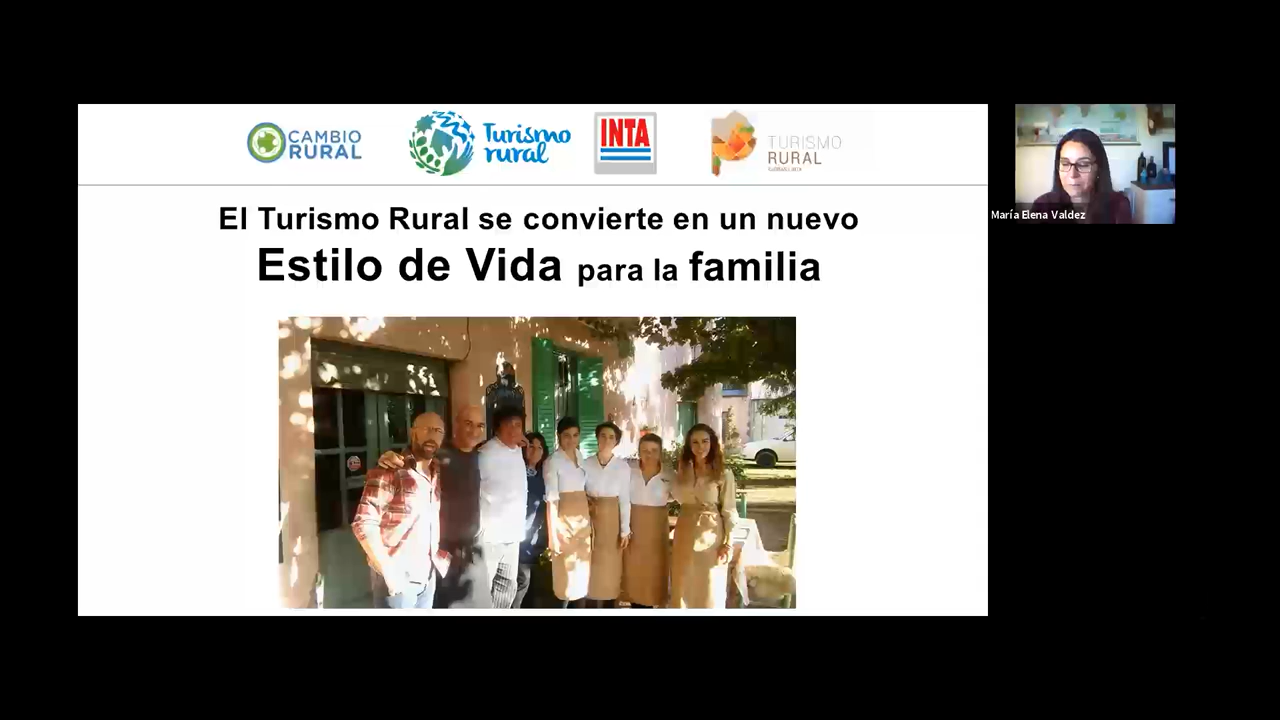 CAMBIO
RURAL
Turismo
rural
INTA
TURISMO
RURAL
El Turismo Rural se convierte en un nuevo
Estilo de Vida para la familia
María Elena Valdez